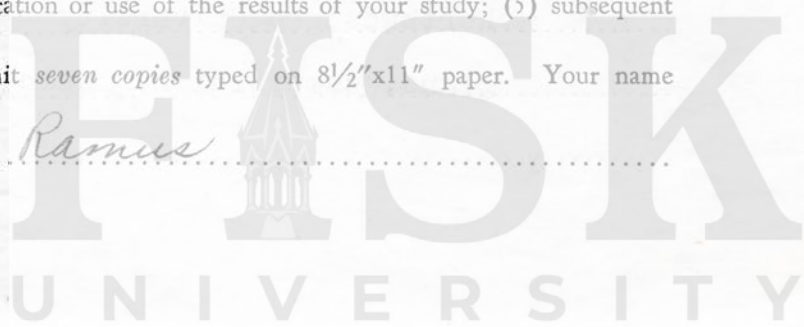 cation or use of the results of your study; (5) subsequent
it seven copies typed on 8½"x11" paper. Your name
Ramus
FISK
UNIVERSITY